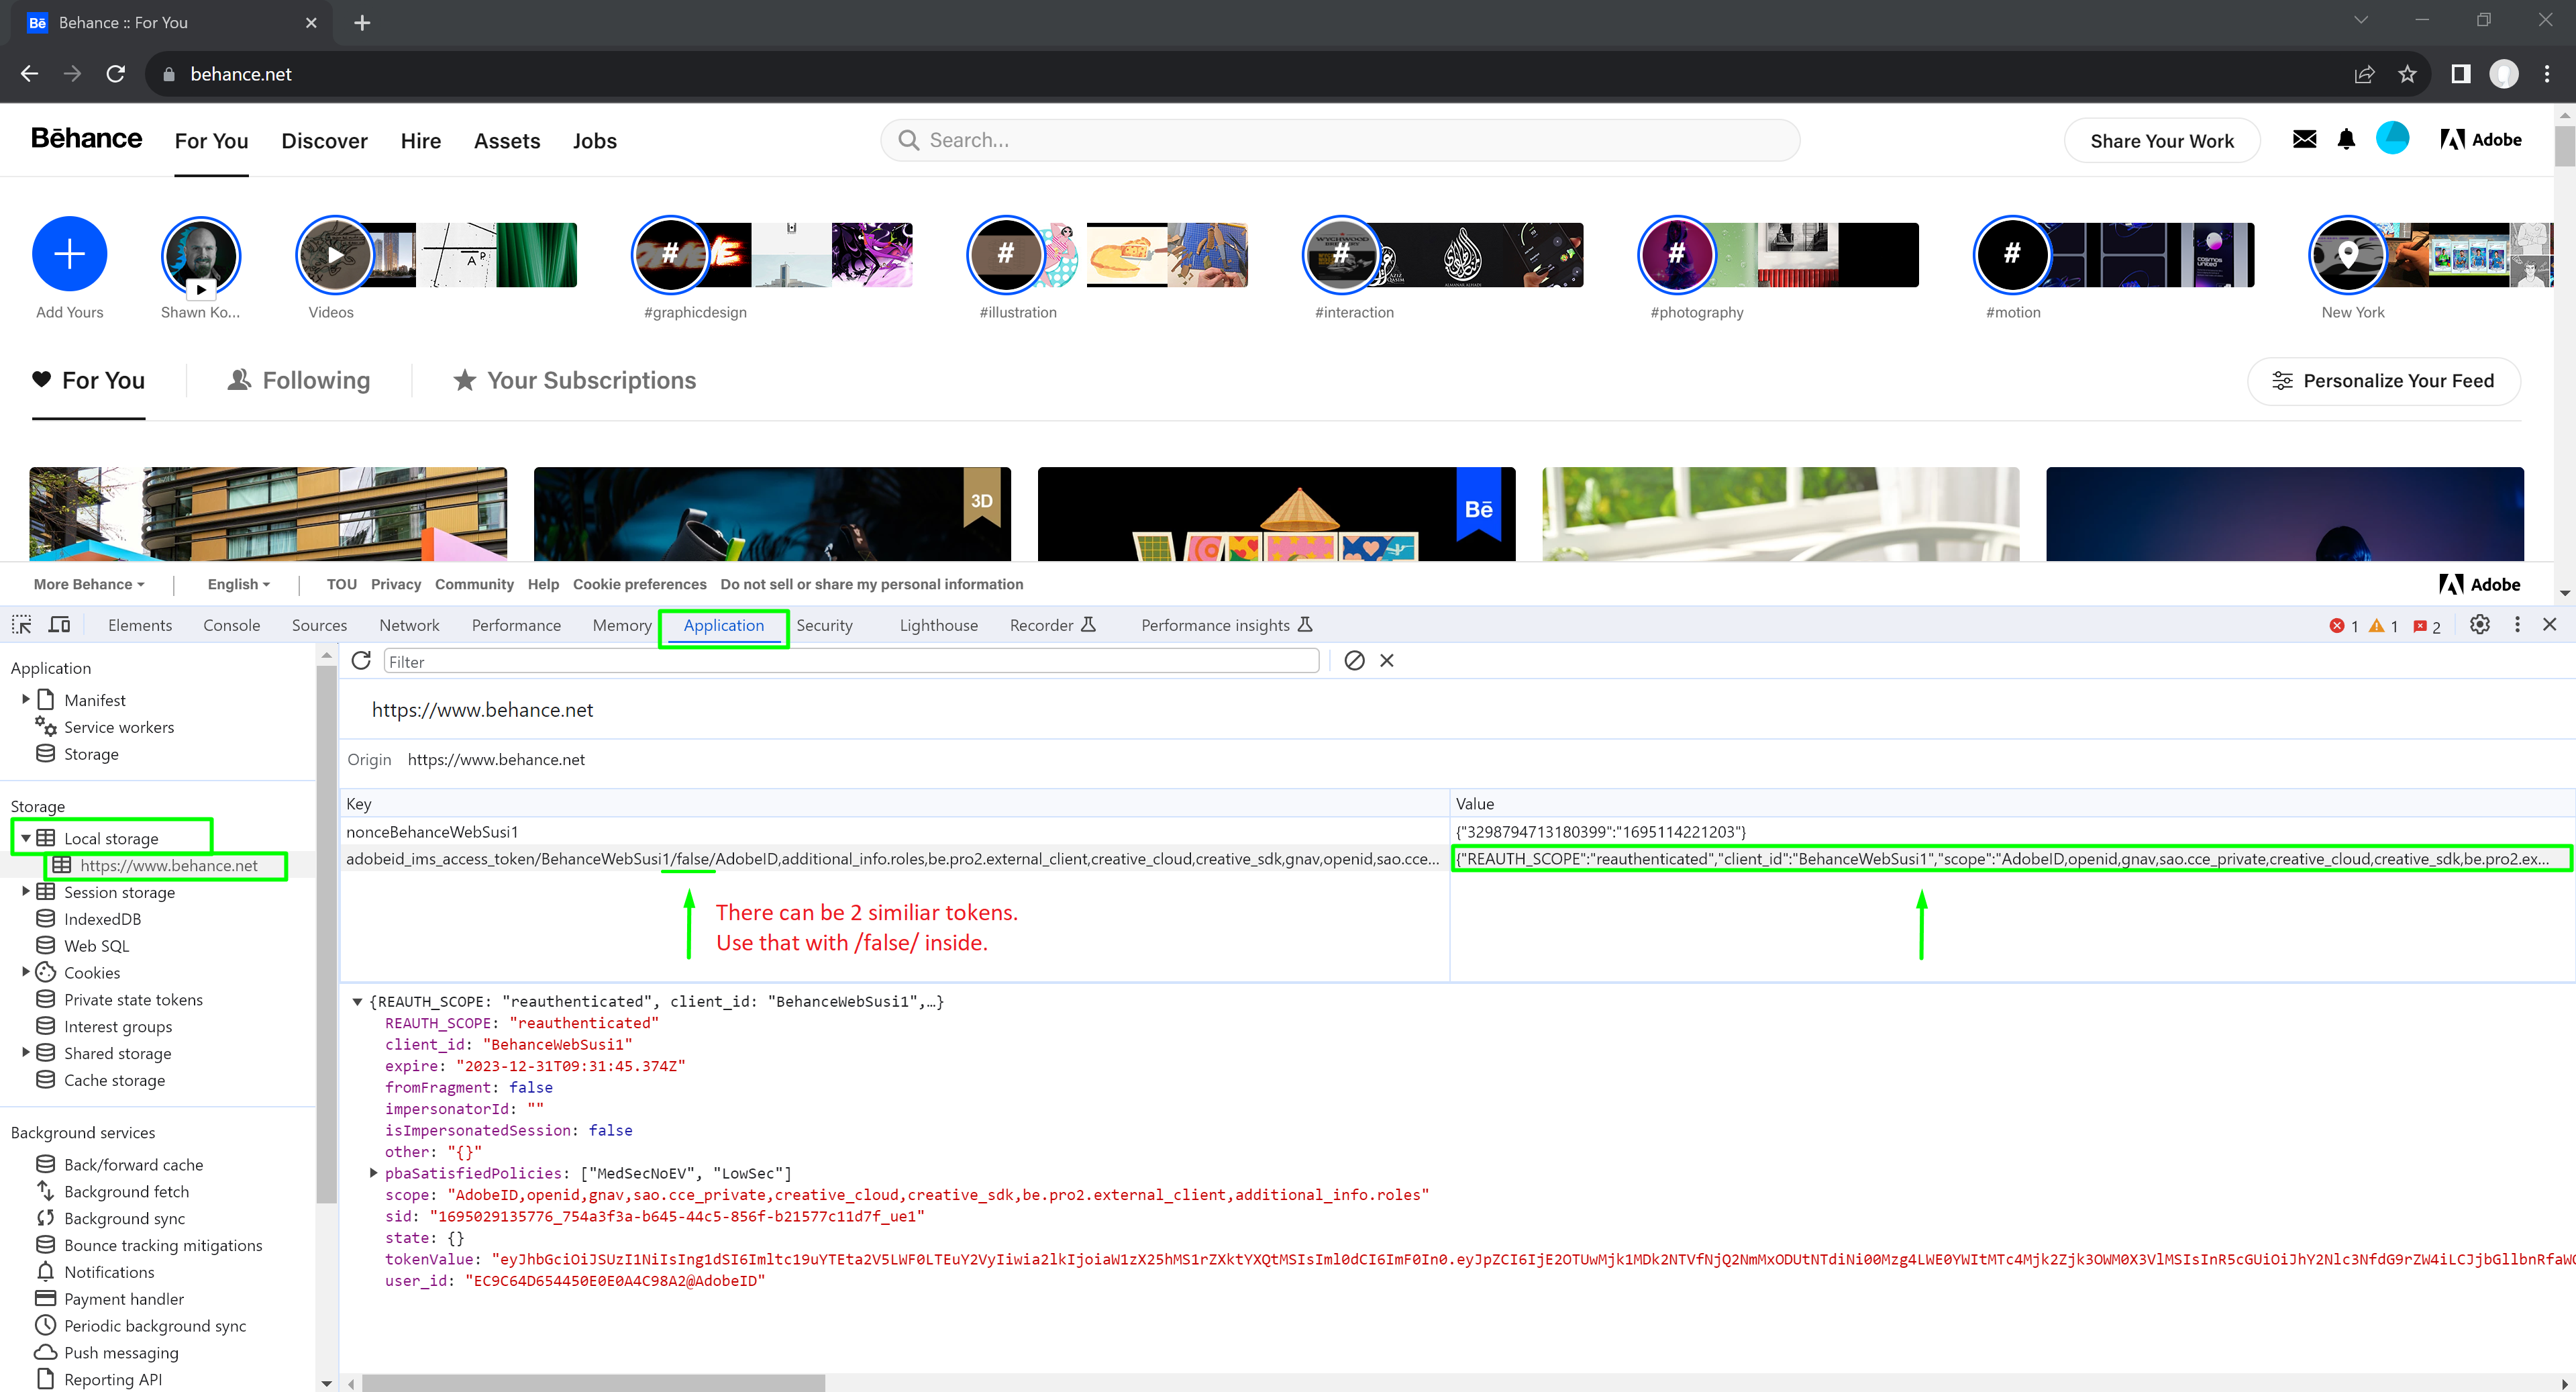 Bē Behance :: For You
behance.net
Bēhance For You Discover Hire Assets Jobs Search... Share Your Work Adobe
Add Yours Shawn Ko... Videos #graphicdesign #illustration #interaction #photography #motion New York
For You Following Your Subscriptions Personalize Your Feed
3D Bē
More Behance English TOU Privacy Community Help Cookie preferences Do not sell or share my personal information Adobe
Elements Console Sources Network Performance Memory Application Security Lighthouse Recorder Performance insights 1 1 2
Application
Manifest
Service workers
Storage
Storage
Local storage
https://www.behance.net
Session storage
IndexedDB
Web SQL
Cookies
Private state tokens
Interest groups
Shared storage
Cache storage
Background services
Back/forward cache
Background fetch
Background sync
Bounce tracking mitigations
Notifications
Payment handler
Periodic background sync
Push messaging
Reporting API
Filter
https://www.behance.net
Origin https://www.behance.net
Key Value
nonceBehanceWebSusi1 {"3298794713180399":"1695114221203"}
adobeid_ims_access_token/BehanceWebSusi1/false/AdobeID,additional_info.roles,be.pro2.external_client,creative_cloud,creative_sdk,gnav,openid,sao.cce... {"REAUTH_SCOPE":"reauthenticated","client_id":"BehanceWebSusi1","scope":"AdobeID,openid,gnav,sao.cce_private,creative_cloud,creative_sdk,be.pro2.ex...
There can be 2 similiar tokens.
Use that with /false/ inside.
{REAUTH_SCOPE: "reauthenticated", client_id: "BehanceWebSusi1",…}
REAUTH_SCOPE: "reauthenticated"
client_id: "BehanceWebSusi1"
expire: "2023-12-31T09:31:45.374Z"
fromFragment: false
impersonatorId: ""
isImpersonatedSession: false
other: "{}"
pbaSatisfiedPolicies: ["MedSecNoEV", "LowSec"]
scope: "AdobeID,openid,gnav,sao.cce_private,creative_cloud,creative_sdk,be.pro2.external_client,additional_info.roles"
sid: "1695029135776_754a3f3a-b645-44c5-856f-b21577c11d7f_ue1"
state: {}
tokenValue:
user_id: "EC9C64D654450E0E0A4C98A2@AdobeID"